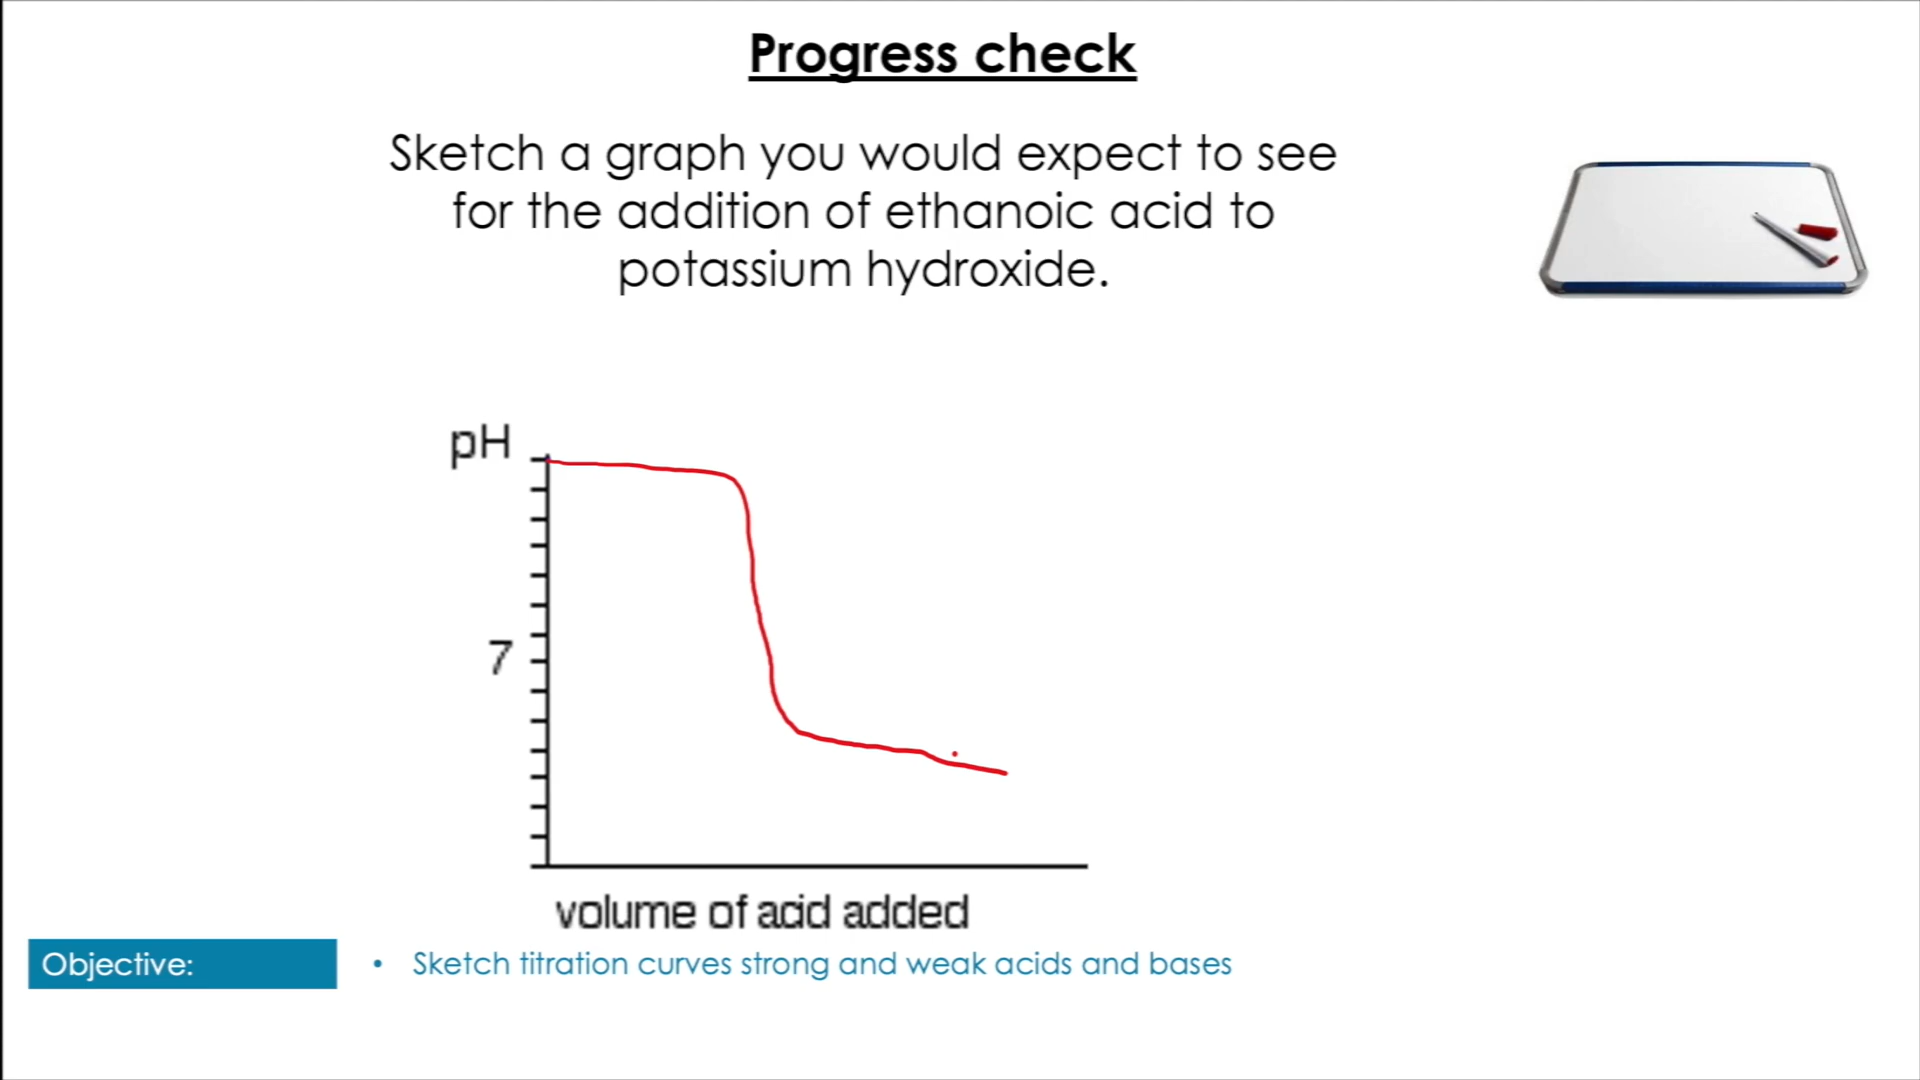 Progress check
Sketch a graph you would expect to see
for the addition of ethanoic acid to
potassium hydroxide.
pH
7
volume of acid added
Objective:
• Sketch titration curves strong and weak acids and bases